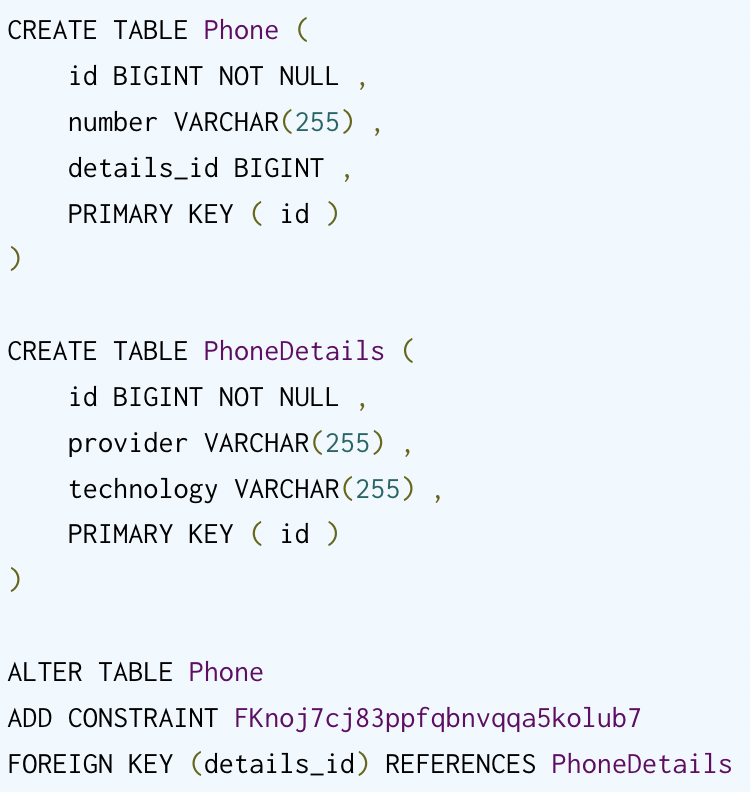 CREATE TABLE Phone (
    id BIGINT NOT NULL ,
    number VARCHAR(255) ,
    details_id BIGINT ,
    PRIMARY KEY ( id )
)

CREATE TABLE PhoneDetails (
    id BIGINT NOT NULL ,
    provider VARCHAR(255) ,
    technology VARCHAR(255) ,
    PRIMARY KEY ( id )
)

ALTER TABLE Phone
ADD CONSTRAINT FKnoj7cj83ppfqbnvqqa5kolub7
FOREIGN KEY (details_id) REFERENCES PhoneDetails